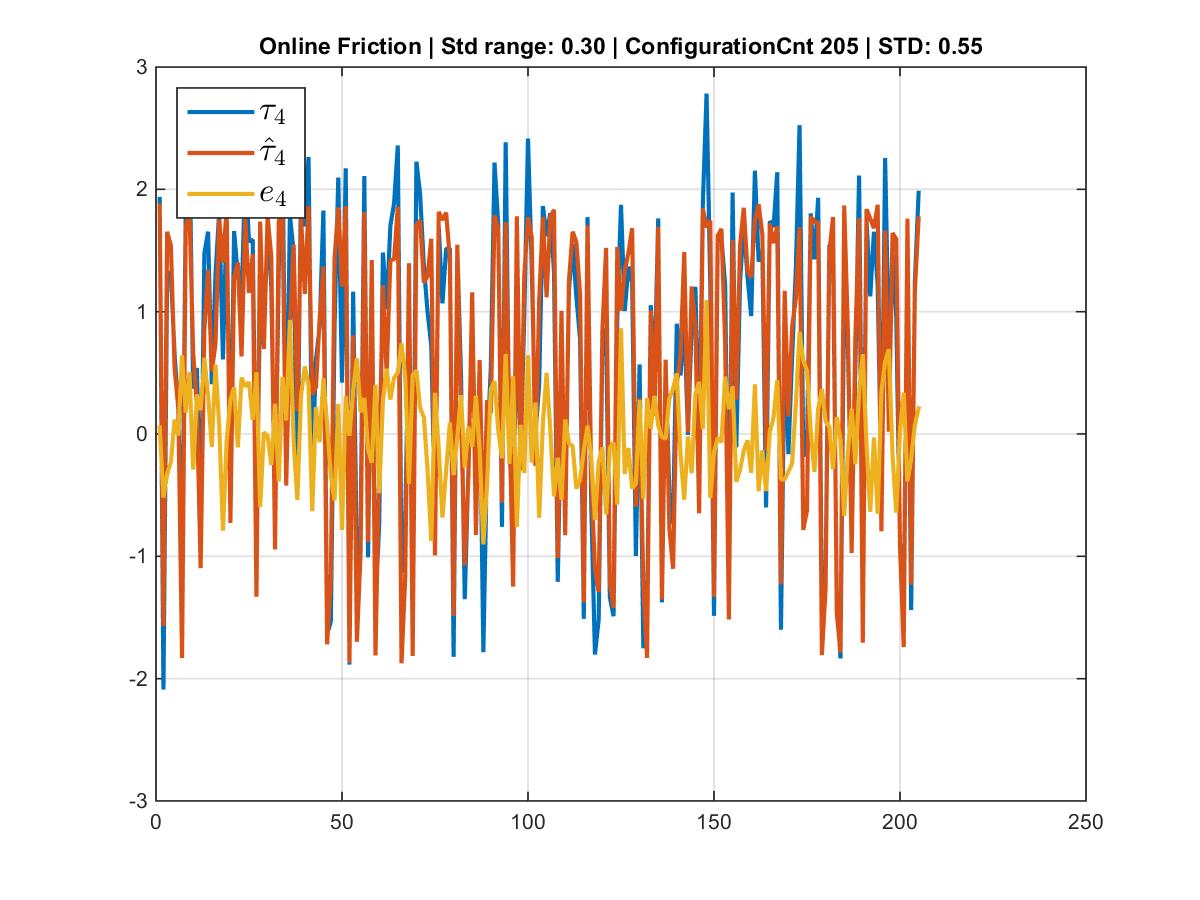 Online Friction | Std range: 0.30 | ConfigurationCnt 205 | STD: 0.55
3
τ₄
τ̂₄
e₄
2
1
0
-1
-2
-3
0 50 100 150 200 250